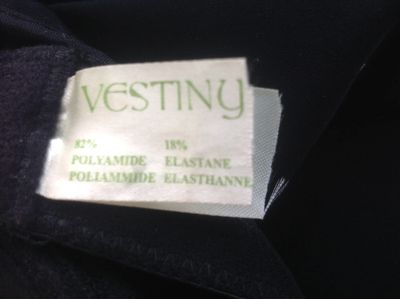 VESTINY
82% 18%
POLYAMIDE ELASTANE
POLIAMMIDE ELASTHANNE